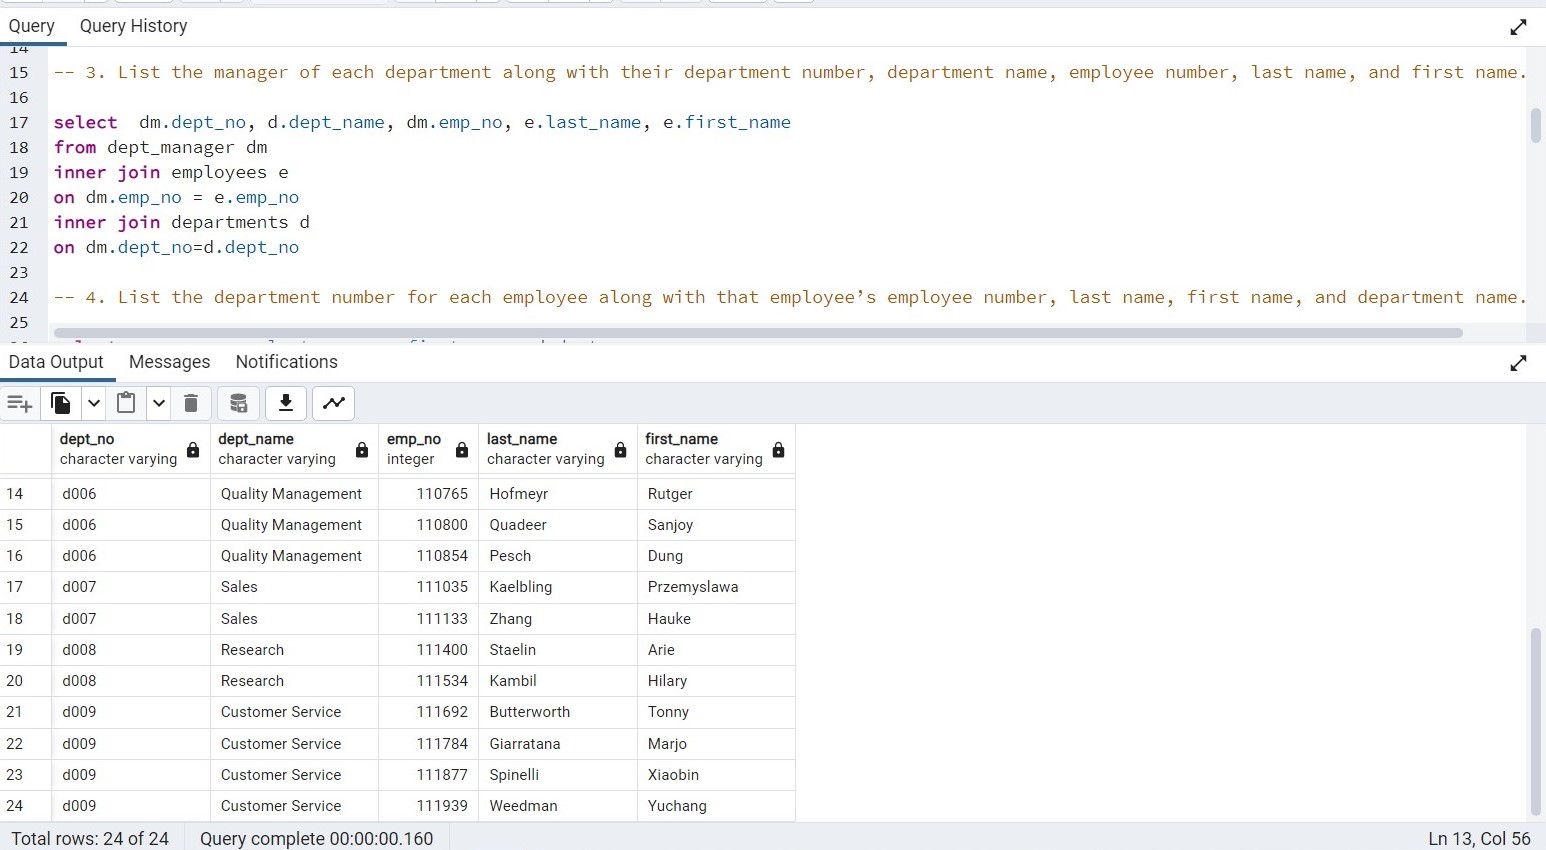 Query Query History
14
15 -- 3. List the manager of each department along with their department number, department name, employee number, last name, and first name.
16
17 select  dm.dept_no, d.dept_name, dm.emp_no, e.last_name, e.first_name
18 from dept_manager dm
19 inner join employees e
20 on dm.emp_no = e.emp_no
21 inner join departments d
22 on dm.dept_no=d.dept_no
23
24 -- 4. List the department number for each employee along with that employee’s employee number, last name, first name, and department name.
25
Data Output Messages Notifications
dept_no dept_name emp_no last_name first_name
character varying character varying integer character varying character varying
14 d006 Quality Management 110765 Hofmeyr Rutger
15 d006 Quality Management 110800 Quadeer Sanjoy
16 d006 Quality Management 110854 Pesch Dung
17 d007 Sales 111035 Kaelbling Przemyslawa
18 d007 Sales 111133 Zhang Hauke
19 d008 Research 111400 Staelin Arie
20 d008 Research 111534 Kambil Hilary
21 d009 Customer Service 111692 Butterworth Tonny
22 d009 Customer Service 111784 Giarratana Marjo
23 d009 Customer Service 111877 Spinelli Xiaobin
24 d009 Customer Service 111939 Weedman Yuchang
Total rows: 24 of 24 Query complete 00:00:00.160 Ln 13, Col 56